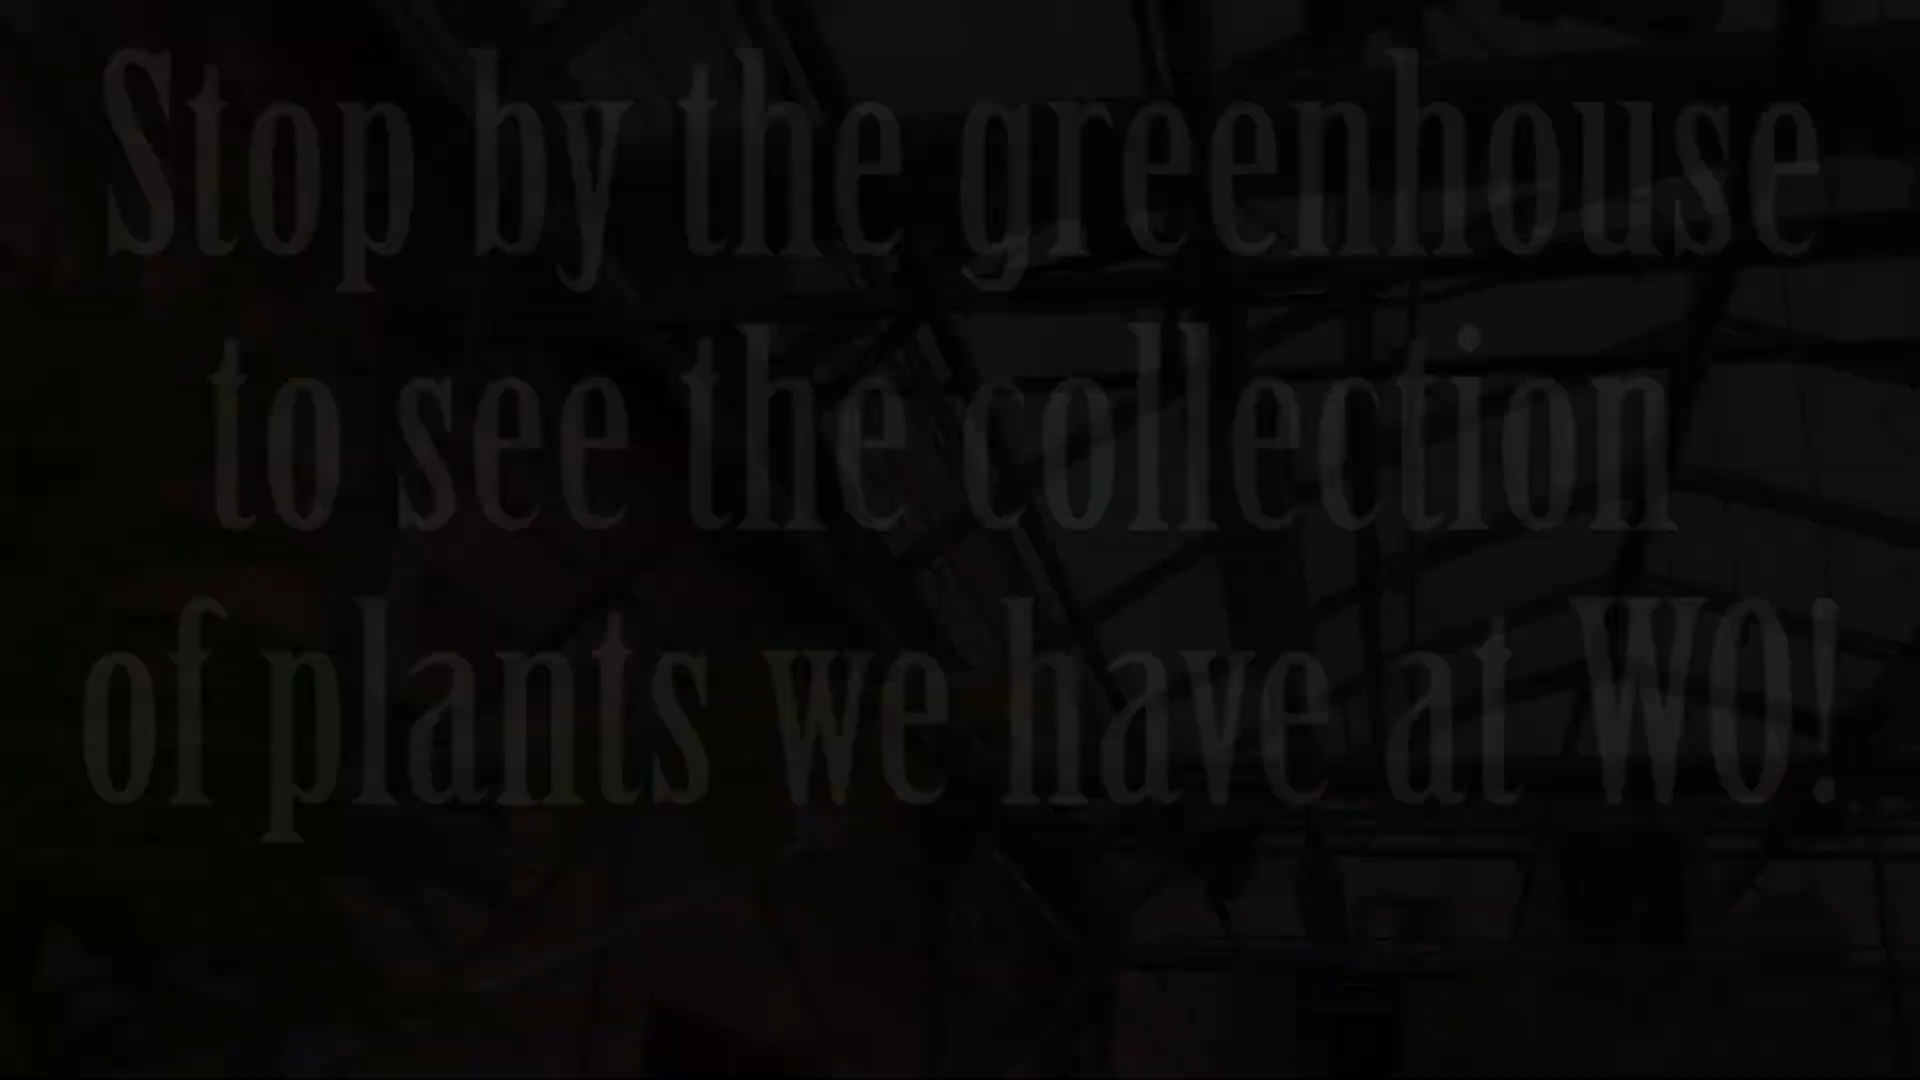 Stop by the greenhouse
to see the collection
of plants we have at WO!